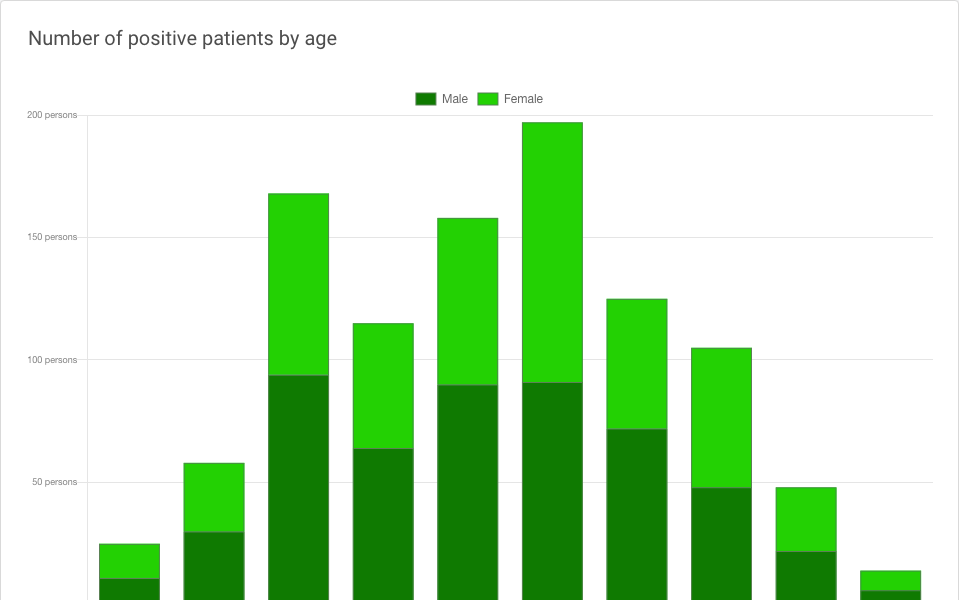 Number of positive patients by age
Male Female
200 persons
150 persons
100 persons
50 persons